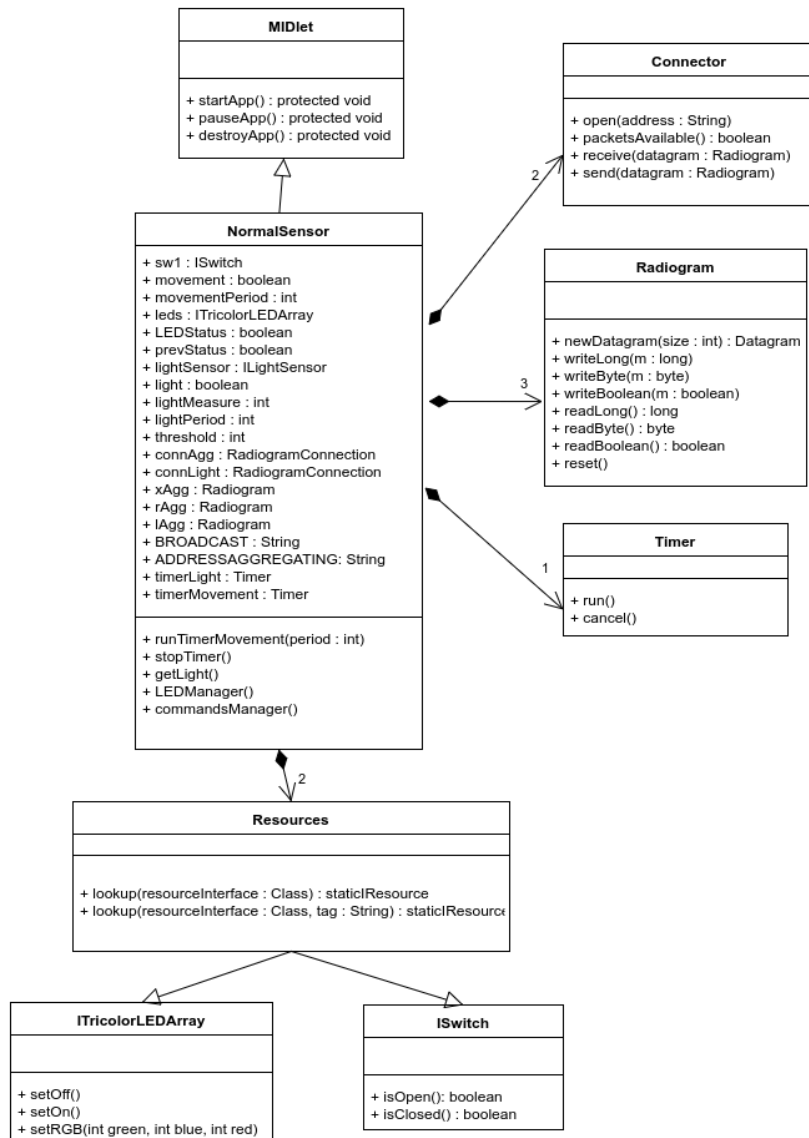 MIDlet
+ startApp() : protected void
+ pauseApp() : protected void
+ destroyApp() : protected void
Connector
+ open(address : String)
+ packetsAvailable() : boolean
+ receive(datagram : Radiogram)
+ send(datagram : Radiogram)
2
NormalSensor
+ sw1 : ISwitch
+ movement : boolean
+ movementPeriod : int
+ leds : ITricolorLEDArray
+ LEDStatus : boolean
+ prevStatus : boolean
+ lightSensor : ILightSensor
+ light : boolean
+ lightMeasure : int
+ lightPeriod : int
+ threshold : int
+ connAgg : RadiogramConnection
+ connLight : RadiogramConnection
+ xAgg : Radiogram
+ rAgg : Radiogram
+ lAgg : Radiogram
+ BROADCAST : String
+ ADDRESSAGGREGATING: String
+ timerLight : Timer
+ timerMovement : Timer
+ runTimerMovement(period : int)
+ stopTimer()
+ getLight()
+ LEDManager()
+ commandsManager()
Radiogram
+ newDatagram(size : int) : Datagram
+ writeLong(m : long)
+ writeByte(m : byte)
+ writeBoolean(m : boolean)
+ readLong() : long
+ readByte() : byte
+ readBoolean() : boolean
+ reset()
3
Timer
+ run()
+ cancel()
1
2
Resources
+ lookup(resourceInterface : Class) : staticIResource
+ lookup(resourceInterface : Class, tag : String) : staticIResource
ITricolorLEDArray
+ setOff()
+ setOn()
+ setRGB(int green, int blue, int red)
ISwitch
+ isOpen(): boolean
+ isClosed() : boolean